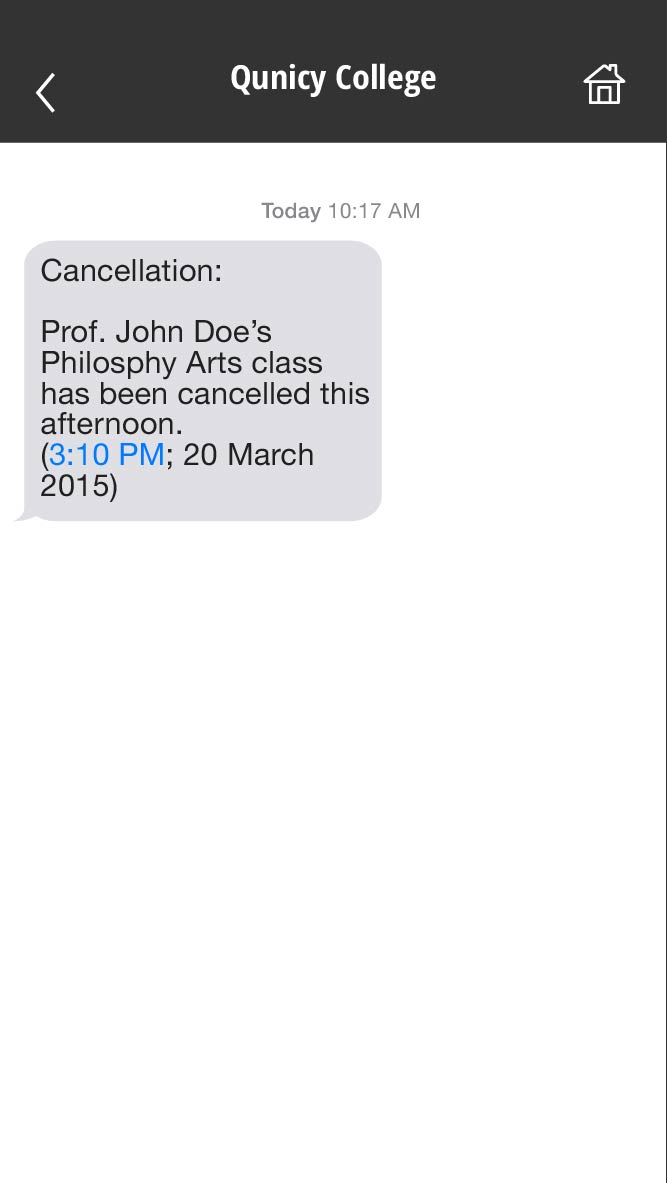 Qunicy College
Today 10:17 AM
Cancellation:
Prof. John Doe’s
Philosphy Arts class
has been cancelled this
afternoon.
(3:10 PM; 20 March
2015)